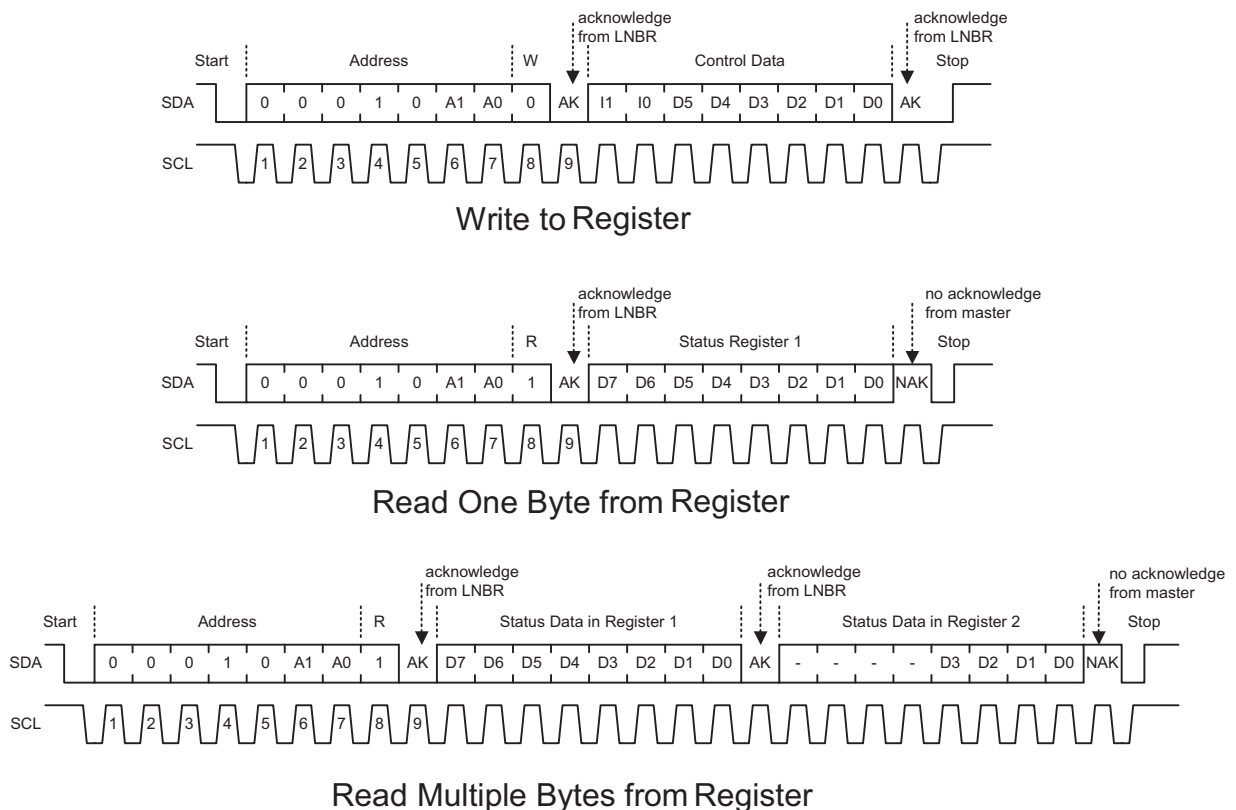 acknowledge
from LNBR
acknowledge
from LNBR
Start Address W Control Data Stop
SDA 0 0 0 1 0 A1 A0 0 AK I1 I0 D5 D4 D3 D2 D1 D0 AK
SCL 1 2 3 4 5 6 7 8 9
Write to Register
acknowledge
from LNBR
no acknowledge
from master
Start Address R Status Register 1 Stop
SDA 0 0 0 1 0 A1 A0 1 AK D7 D6 D5 D4 D3 D2 D1 D0 NAK
SCL 1 2 3 4 5 6 7 8 9
Read One Byte from Register
acknowledge
from LNBR
acknowledge
from LNBR
no acknowledge
from master
Start Address R Status Data in Register 1 Status Data in Register 2 Stop
SDA 0 0 0 1 0 A1 A0 1 AK D7 D6 D5 D4 D3 D2 D1 D0 AK - - - - D3 D2 D1 D0 NAK
SCL 1 2 3 4 5 6 7 8 9
Read Multiple Bytes from Register